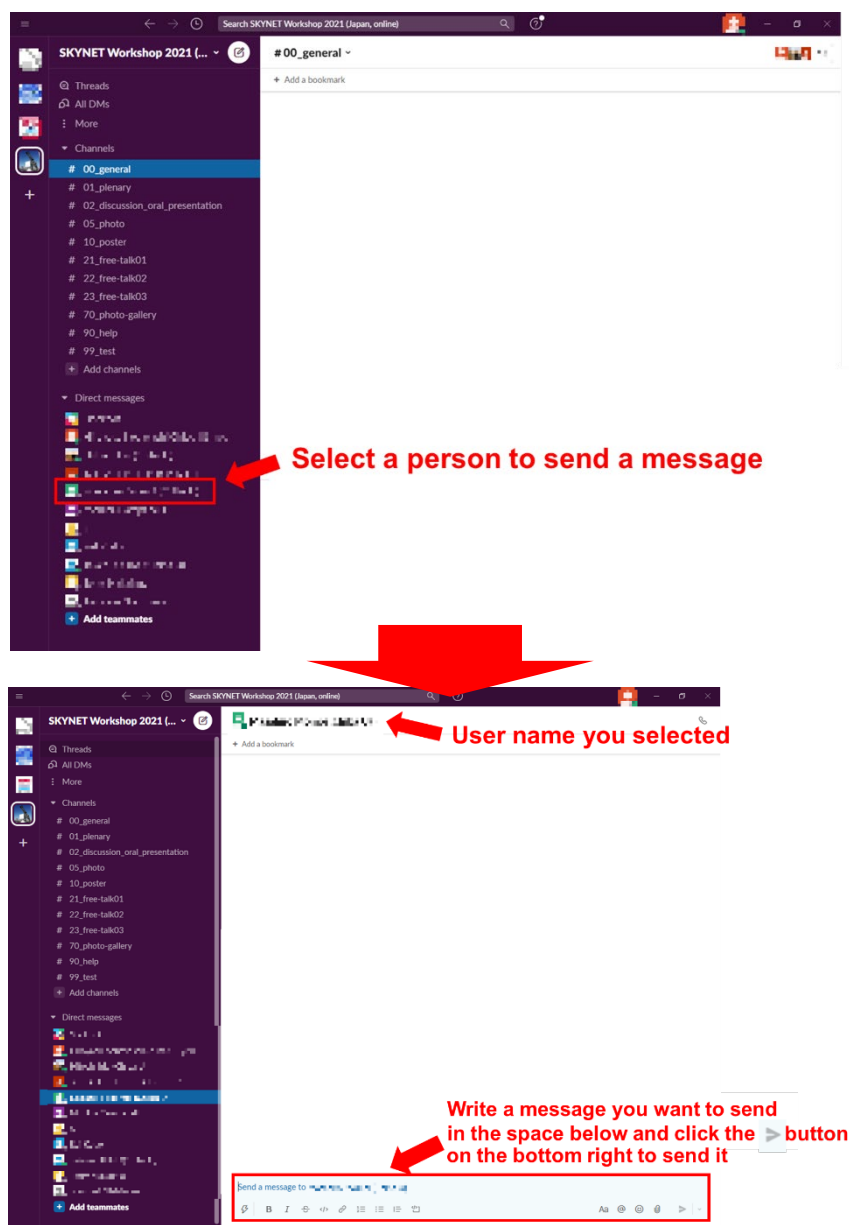 Search SKYNET Workshop 2021 (Japan, online)
SKYNET Workshop 2021 (...
# 00_general
+ Add a bookmark
Threads
All DMs
More
Channels
# 00_general
# 01_plenary
# 02_discussion_oral_presentation
# 05_photo
# 10_poster
# 21_free-talk01
# 22_free-talk02
# 23_free-talk03
# 70_photo-gallery
# 90_help
# 99_test
+ Add channels
Direct messages
Select a person to send a message
+ Add teammates
Search SKYNET Workshop 2021 (Japan, online)
SKYNET Workshop 2021 (...
User name you selected
+ Add a bookmark
Threads
All DMs
More
Channels
# 00_general
# 01_plenary
# 02_discussion_oral_presentation
# 05_photo
# 10_poster
# 21_free-talk01
# 22_free-talk02
# 23_free-talk03
# 70_photo-gallery
# 90_help
# 99_test
+ Add channels
Direct messages
Write a message you want to send
in the space below and click the button
on the bottom right to send it
Send a message to
B I Aa @
+ Add teammates